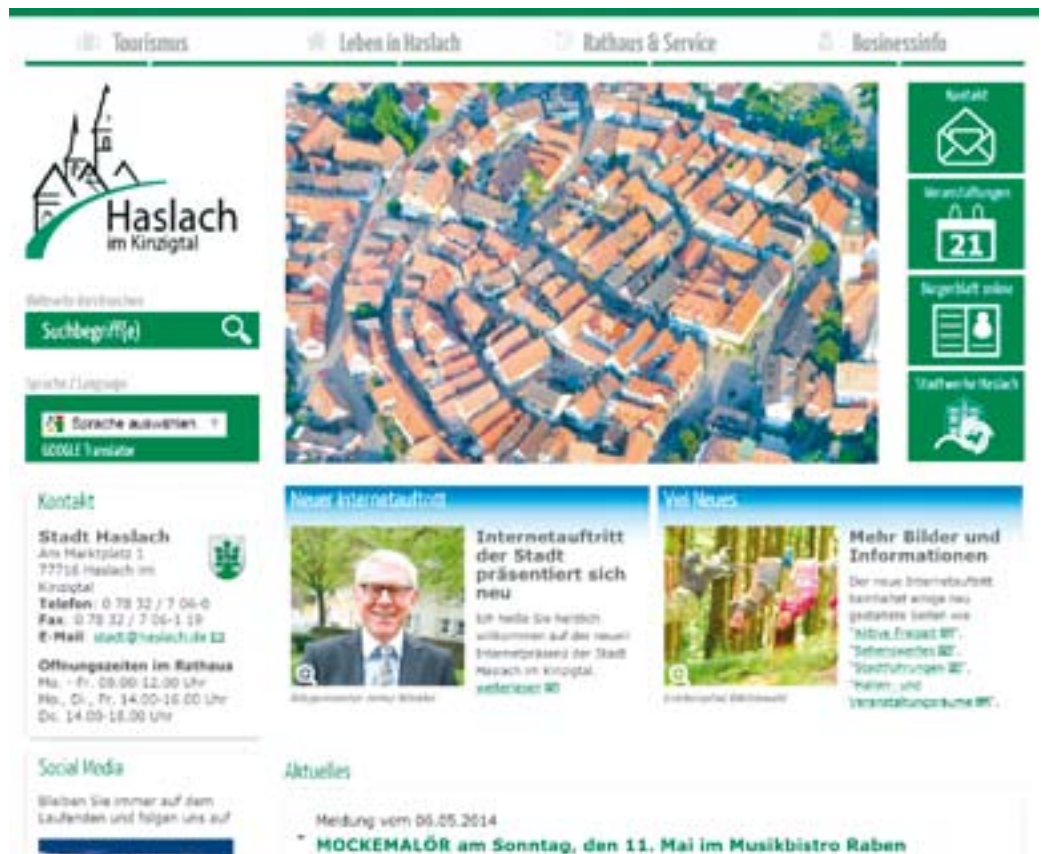 Tourismus
Leben in Haslach
Rathaus & Service
Businessinfo
Haslach
im Kinzigtal
Kontakt
Veranstaltungen
21
Bürgerblatt online
Stadtwerke Haslach
Webseite durchsuchen
Suchbegriff(e)
Sprache / Language
Sprache auswählen
GOOGLE Translator
Kontakt
Stadt Haslach
Am Marktplatz 1
77716 Haslach im
Kinzigtal
Telefon: 0 78 32 / 7 06-0
Fax: 0 78 32 / 7 06-1 19
E-Mail: stadt@haslach.de
Öffnungszeiten im Rathaus
Mo. - Fr. 08.00-12.00 Uhr
Mo., Di., Fr. 14.00-16.00 Uhr
Do. 14.00-18.00 Uhr
Social Media
Bleiben Sie immer auf dem
Laufenden und folgen uns auf
Neuer Internetauftritt
Internetauftritt
der Stadt
präsentiert sich
neu
Ich heiße Sie herzlich
willkommen auf der neuen
Internetpräsenz der Stadt
Haslach im Kinzigtal.
weiterlesen
Viel Neues
Mehr Bilder und
Informationen
Der neue Internetauftritt
beinhaltet einige neu
gestaltete Seiten wie
"Aktive Freizeit",
"Sehenswertes",
"Stadtführungen",
"Hallen- und
Veranstaltungsräume".
Aktuelles
Meldung vom 06.05.2014
MOCKEMALÖR am Sonntag, den 11. Mai im Musikbistro Raben